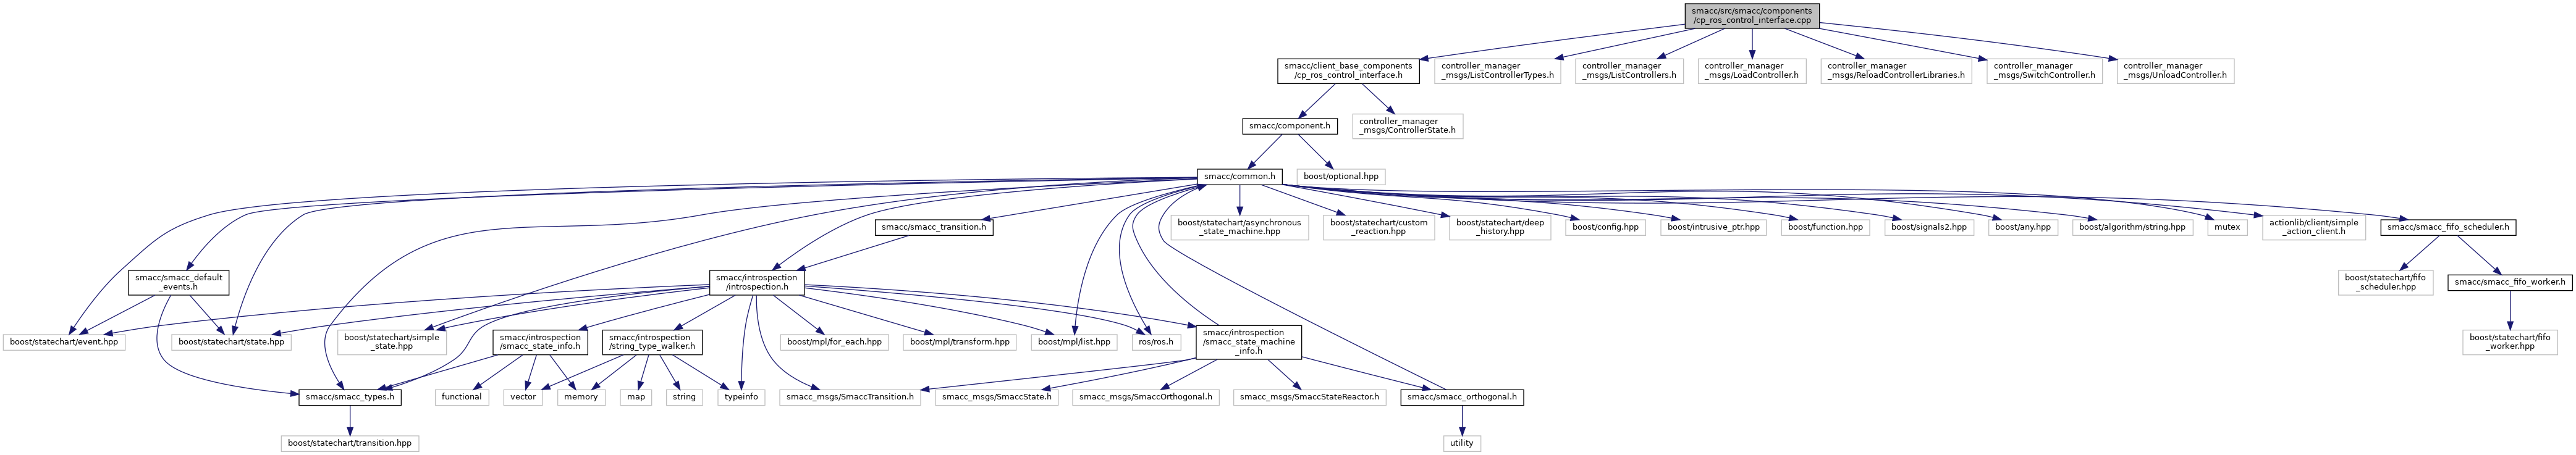 smacc/src/smacc/components
/cp_ros_control_interface.cpp
smacc/client_base_components
/cp_ros_control_interface.h
controller_manager
_msgs/ListControllerTypes.h
controller_manager
_msgs/ListControllers.h
controller_manager
_msgs/LoadController.h
controller_manager
_msgs/ReloadControllerLibraries.h
controller_manager
_msgs/SwitchController.h
controller_manager
_msgs/UnloadController.h
smacc/component.h
controller_manager
_msgs/ControllerState.h
smacc/common.h
boost/optional.hpp
smacc/smacc_transition.h
boost/statechart/asynchronous
_state_machine.hpp
boost/statechart/custom
_reaction.hpp
boost/statechart/deep
_history.hpp
boost/config.hpp
boost/intrusive_ptr.hpp
boost/function.hpp
boost/signals2.hpp
boost/any.hpp
boost/algorithm/string.hpp
mutex
actionlib/client/simple
_action_client.h
smacc/smacc_fifo_scheduler.h
smacc/smacc_default
_events.h
smacc/introspection
/introspection.h
boost/statechart/fifo
_scheduler.hpp
smacc/smacc_fifo_worker.h
boost/statechart/event.hpp
boost/statechart/state.hpp
boost/statechart/simple
_state.hpp
smacc/introspection
/smacc_state_info.h
smacc/introspection
/string_type_walker.h
boost/mpl/for_each.hpp
boost/mpl/transform.hpp
boost/mpl/list.hpp
ros/ros.h
smacc/introspection
/smacc_state_machine
_info.h
boost/statechart/fifo
_worker.hpp
smacc/smacc_types.h
functional
vector
memory
map
string
typeinfo
smacc_msgs/SmaccTransition.h
smacc_msgs/SmaccState.h
smacc_msgs/SmaccOrthogonal.h
smacc_msgs/SmaccStateReactor.h
smacc/smacc_orthogonal.h
boost/statechart/transition.hpp
utility